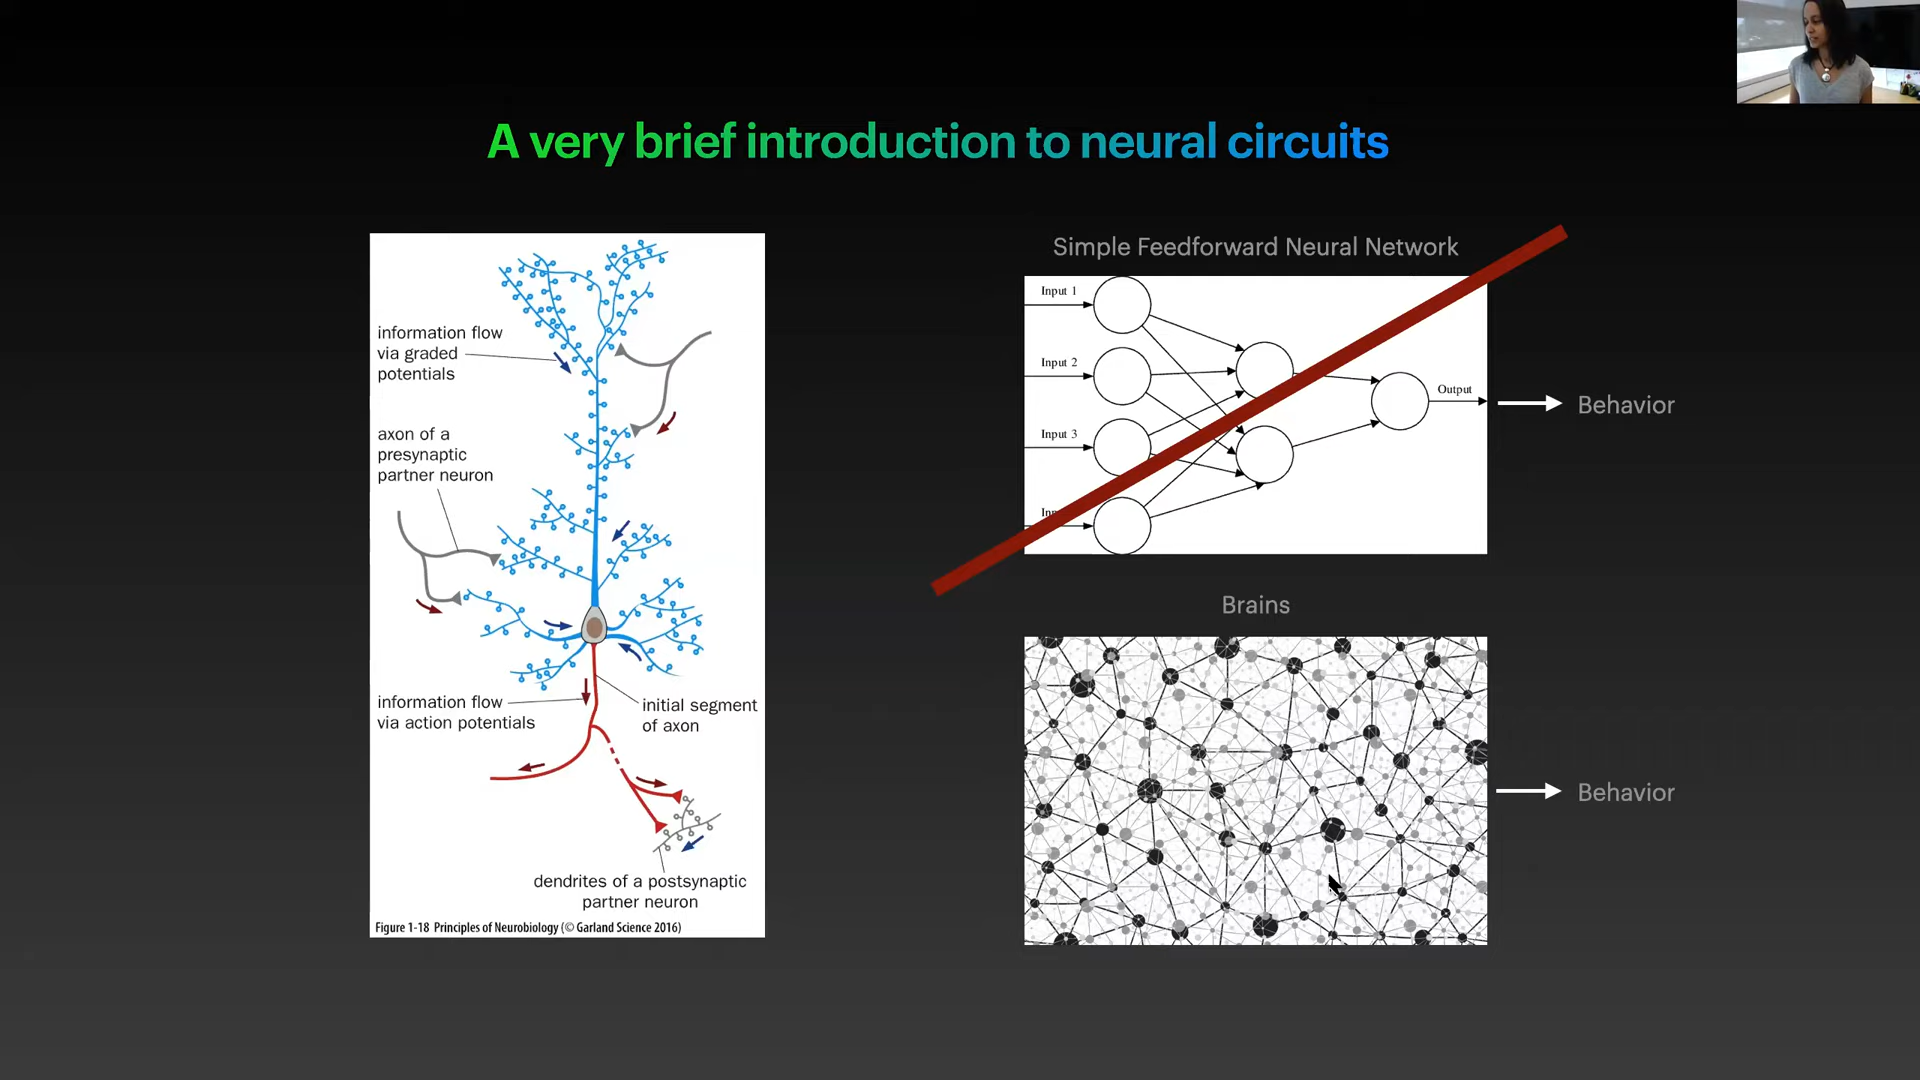 A very brief introduction to neural circuits
information flow
via graded
potentials
axon of a
presynaptic
partner neuron
information flow
via action potentials
initial segment
of axon
dendrites of a postsynaptic
partner neuron
Figure 1-18 Principles of Neurobiology (© Garland Science 2016)
Simple Feedforward Neural Network
Input 1
Input 2
Input 3
Output
Behavior
Brains
Behavior